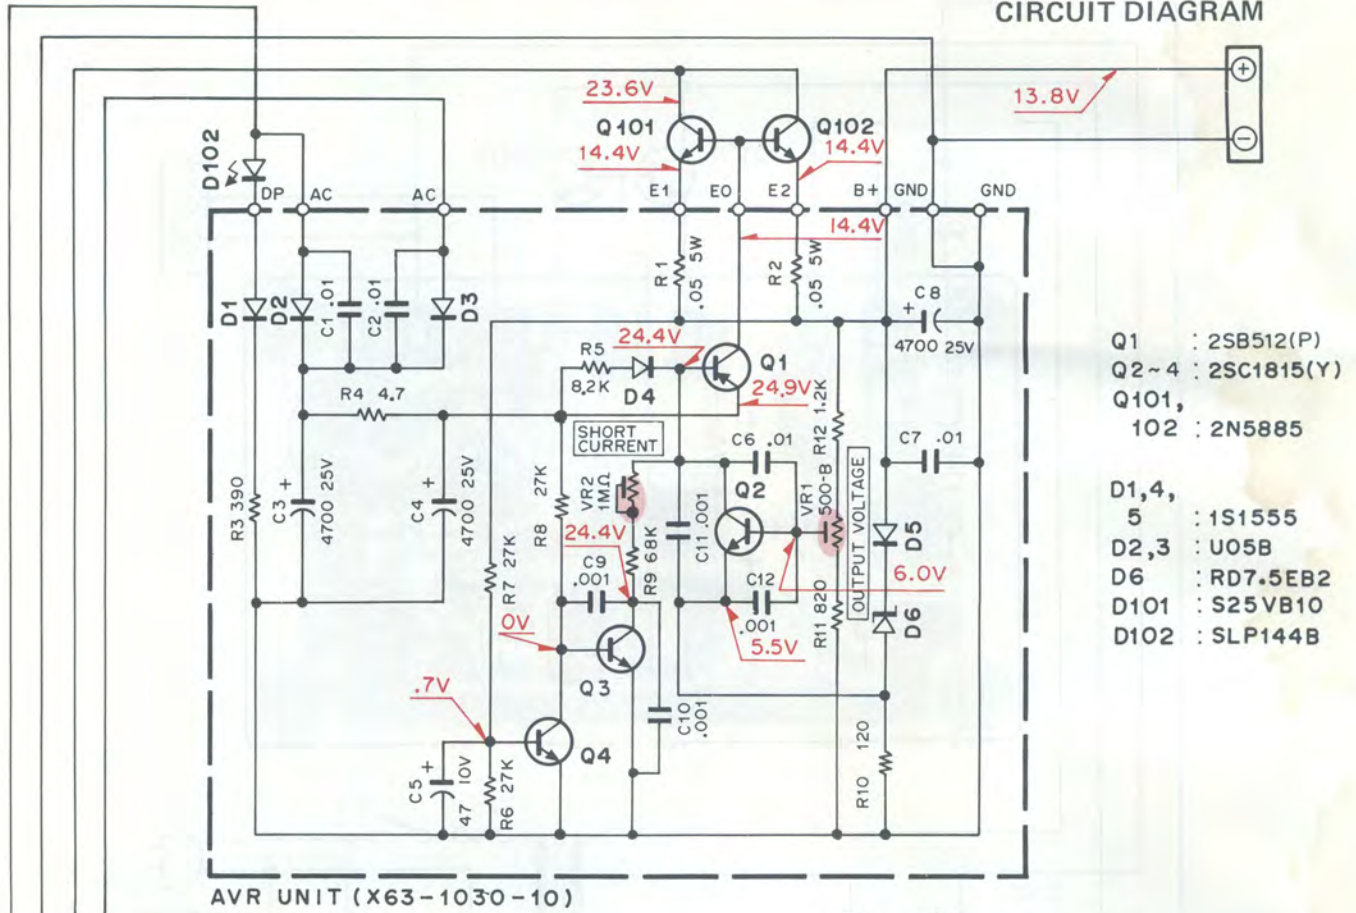 CIRCUIT DIAGRAM
+
−
13.8V
23.6V
Q101
Q102
14.4V
14.4V
D102
DP
AC
AC
E1
E0
E2
B+
GND
GND
14.4V
R1
.05 5W
R2
.05 5W
D1
D2
C1 .01
C2 .01
D3
C8
+
4700 25V
24.4V
R5
8.2K
D4
Q1
24.9V
R4 4.7
SHORT
CURRENT
R12 1.2K
C6 .01
C7 .01
R3 390
C3 +
4700 25V
C4 +
4700 25V
27K
R8
VR2
1MΩ
Q2
VR1
500-B
OUTPUT VOLTAGE
24.4V
C11 .001
D5
R7 27K
C9
.001
R9 68K
C12
.001
6.0V
R11 820
D6
0V
5.5V
Q3
.7V
C10
.001
Q4
C5 +
47 10V
R6 27K
R10 120
AVR UNIT (X63-1030-10)
Q1 : 2SB512(P)
Q2~4 : 2SC1815(Y)
Q101,
102 : 2N5885
D1,4,
5 : 1S1555
D2,3 : U05B
D6 : RD7.5EB2
D101 : S25VB10
D102 : SLP144B